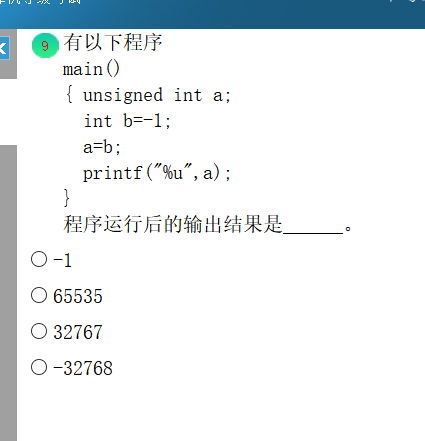 9 有以下程序
main()
{ unsigned int a;
int b=-1;
a=b;
printf("%u",a);
}
程序运行后的输出结果是______。
-1
65535
32767
-32768